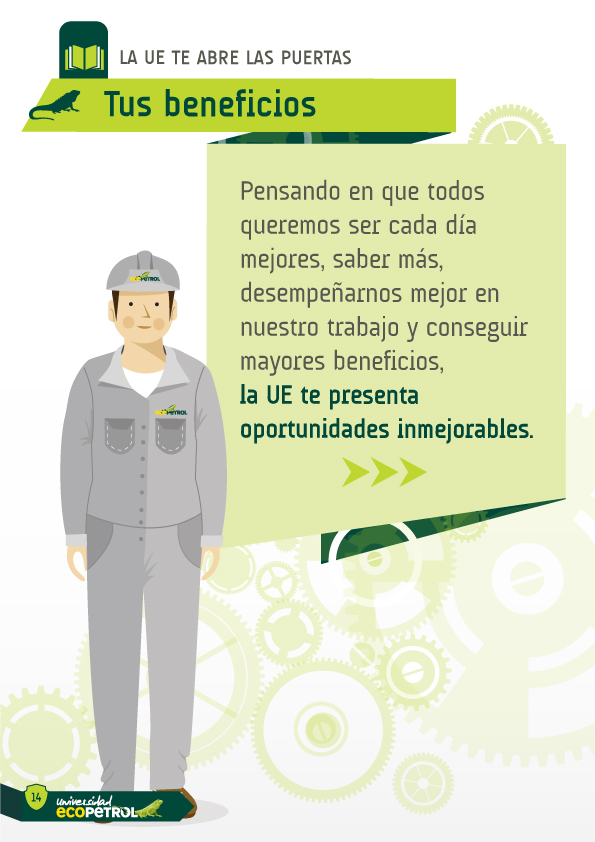 LA UE TE ABRE LAS PUERTAS
Tus beneficios
Pensando en que todos
queremos ser cada día
mejores, saber más,
desempeñarnos mejor en
nuestro trabajo y conseguir
mayores beneficios,
la UE te presenta
oportunidades inmejorables.
ECOPETROL
ECOPETROL
14
universidad
ECOPETROL